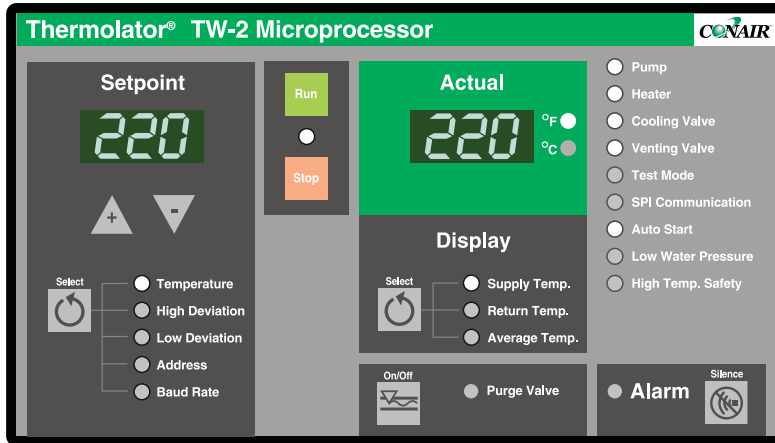 Thermolator® TW-2 Microprocessor
CONAIR
Setpoint
220
+
-
Select
Temperature
High Deviation
Low Deviation
Address
Baud Rate
Run
Stop
Actual
220
°F
°C
Display
Select
Supply Temp.
Return Temp.
Average Temp.
On/Off
Purge Valve
Pump
Heater
Cooling Valve
Venting Valve
Test Mode
SPI Communication
Auto Start
Low Water Pressure
High Temp. Safety
Alarm
Silence